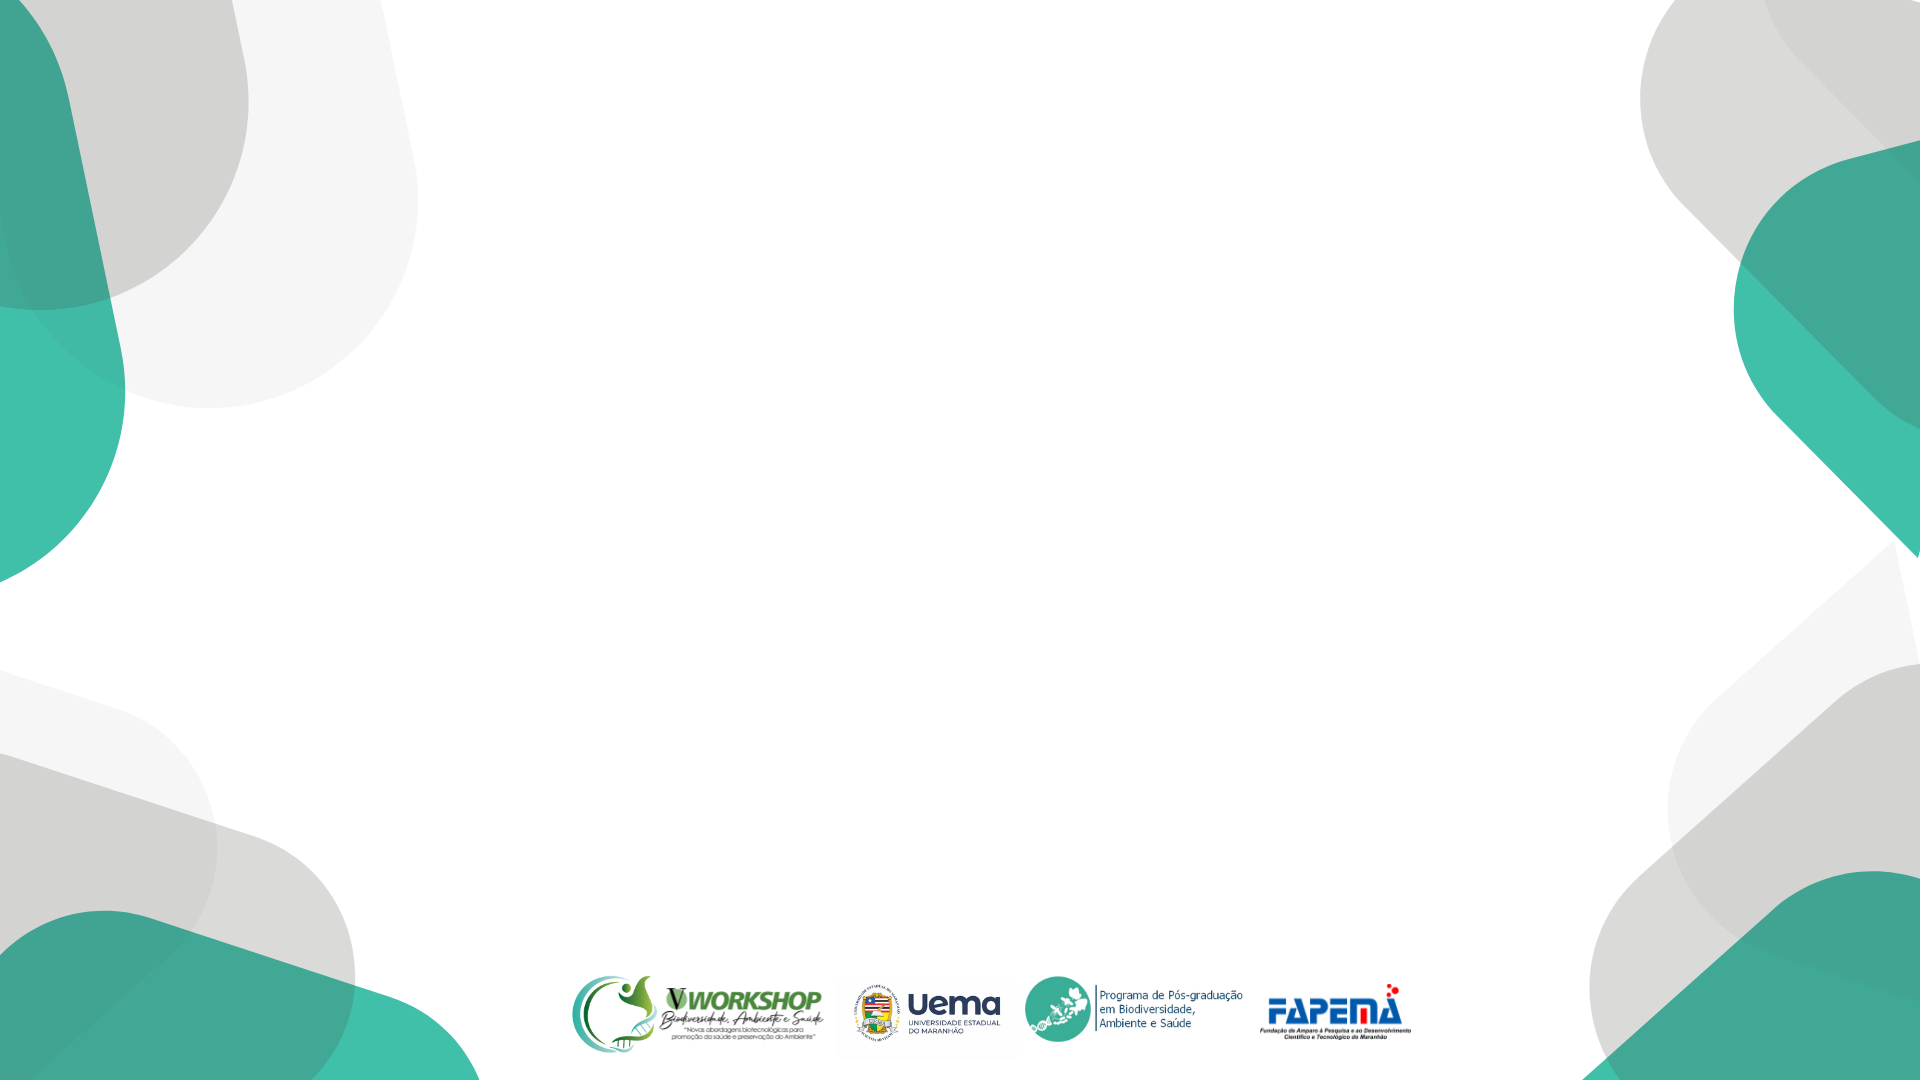 V WORKSHOP
Biodiversidade, Ambiente e Saúde
"Novas abordagens biotecnológicas para
promoção da saúde e preservação do Ambiente"
Uema
UNIVERSIDADE ESTADUAL
DO MARANHÃO
Programa de Pós-graduação
em Biodiversidade,
Ambiente e Saúde
FAPEMA
Fundação de Amparo à Pesquisa e ao Desenvolvimento
Científico e Tecnológico do Maranhão